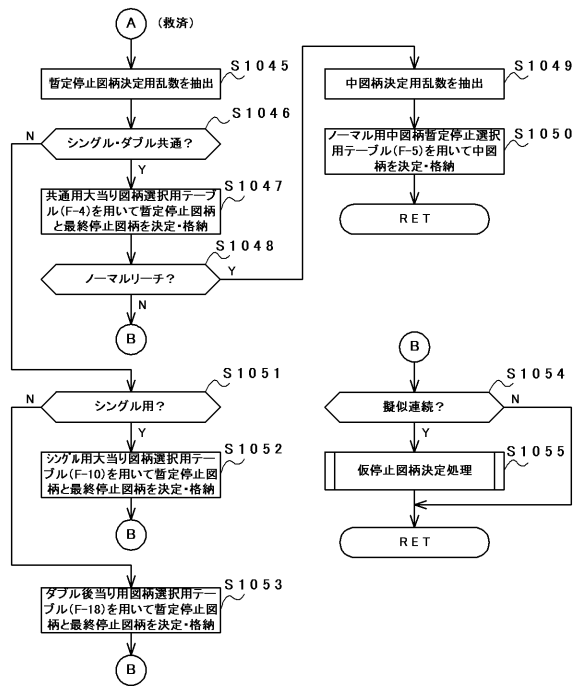 A (救済)
S1045
暫定停止図柄決定用乱数を抽出
S1046
N
シングル・ダブル共通?
Y
S1047
共通用大当り図柄選択用テー
ブル(F-4)を用いて暫定停止図柄
と最終停止図柄を決定・格納
S1048
ノーマルリーチ?
Y
N
B
S1049
中図柄決定用乱数を抽出
S1050
ノーマル用中図柄暫定停止選択
用テーブル(F-5)を用いて中図
柄を決定・格納
RET
S1051
N
シングル用?
Y
S1052
シングル用大当り図柄選択用テー
ブル(F-10)を用いて暫定停止図
柄と最終停止図柄を決定・格納
B
S1053
ダブル後当り用図柄選択用テー
ブル(F-18)を用いて暫定停止図
柄と最終停止図柄を決定・格納
B
B
S1054
擬似連続?
N
Y
S1055
仮停止図柄決定処理
RET